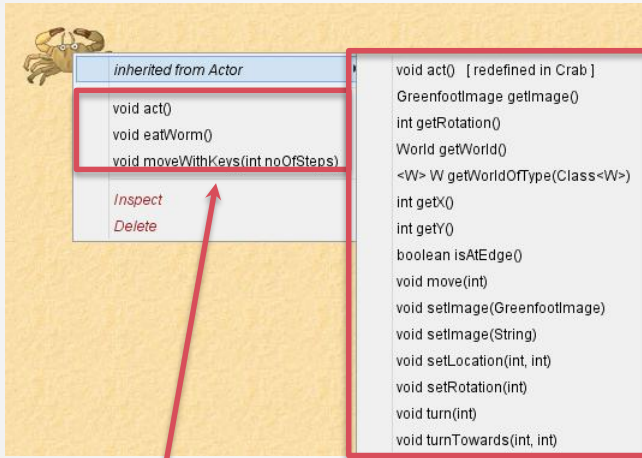 inherited from Actor
void act()
void eatWorm()
void moveWithKeys(int noOfSteps)
Inspect
Delete
void act() [ redefined in Crab ]
GreenfootImage getImage()
int getRotation()
World getWorld()
<W> W getWorldOfType(Class<W>)
int getX()
int getY()
boolean isAtEdge()
void move(int)
void setImage(GreenfootImage)
void setImage(String)
void setLocation(int, int)
void setRotation(int)
void turn(int)
void turnTowards(int, int)